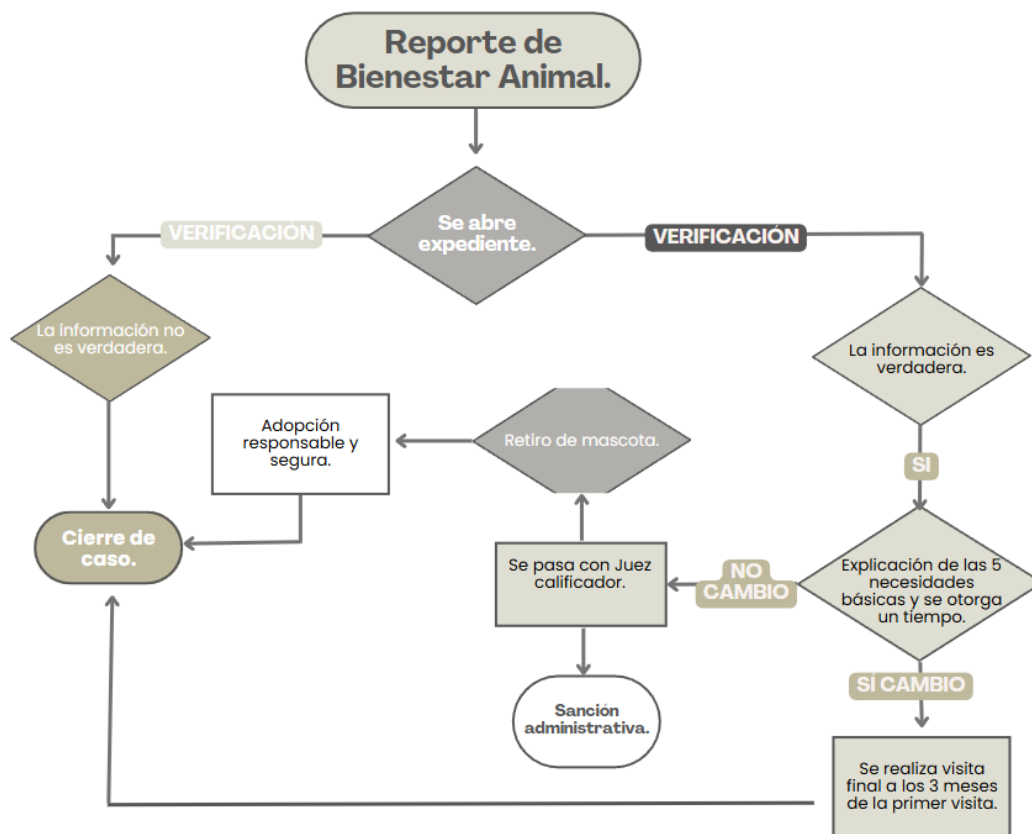 Reporte de
Bienestar Animal.
Se abre
expediente.
VERIFICACIÓN
VERIFICACIÓN
La información no
es verdadera.
La información es
verdadera.
Adopción
responsable y
segura.
Retiro de mascota.
SI
Cierre de
caso.
Se pasa con Juez
calificador.
NO
CAMBIO
Explicación de las 5
necesidades
básicas y se otorga
un tiempo.
SÍ CAMBIO
Sanción
administrativa.
Se realiza visita
final a los 3 meses
de la primer visita.